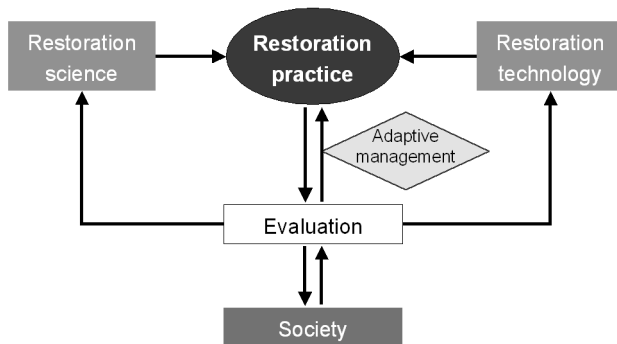 Restoration
science
Restoration
practice
Restoration
technology
Adaptive
management
Evaluation
Society